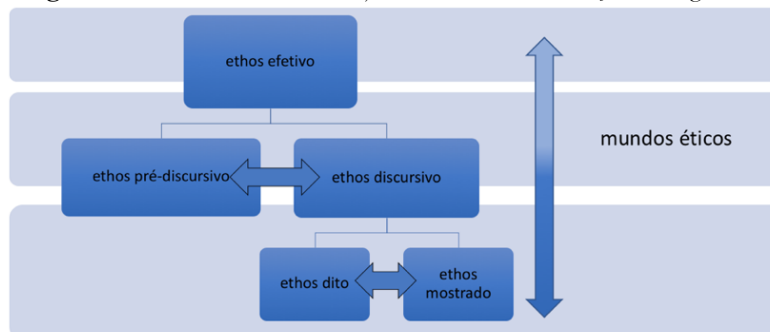 ethos efetivo
mundos éticos
ethos pré-discursivo
ethos discursivo
ethos dito
ethos
mostrado